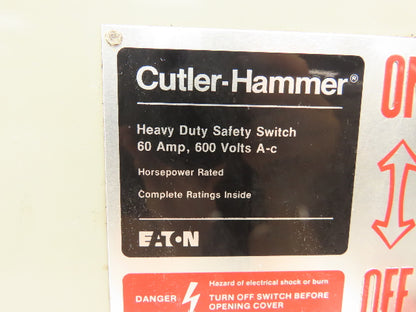 Cutler-Hammer®
Heavy Duty Safety Switch
60 Amp, 600 Volts A-c
Horsepower Rated
Complete Ratings Inside
EATON
Hazard of electrical shock or burn
DANGER
TURN OFF SWITCH BEFORE
OPENING COVER
OFF